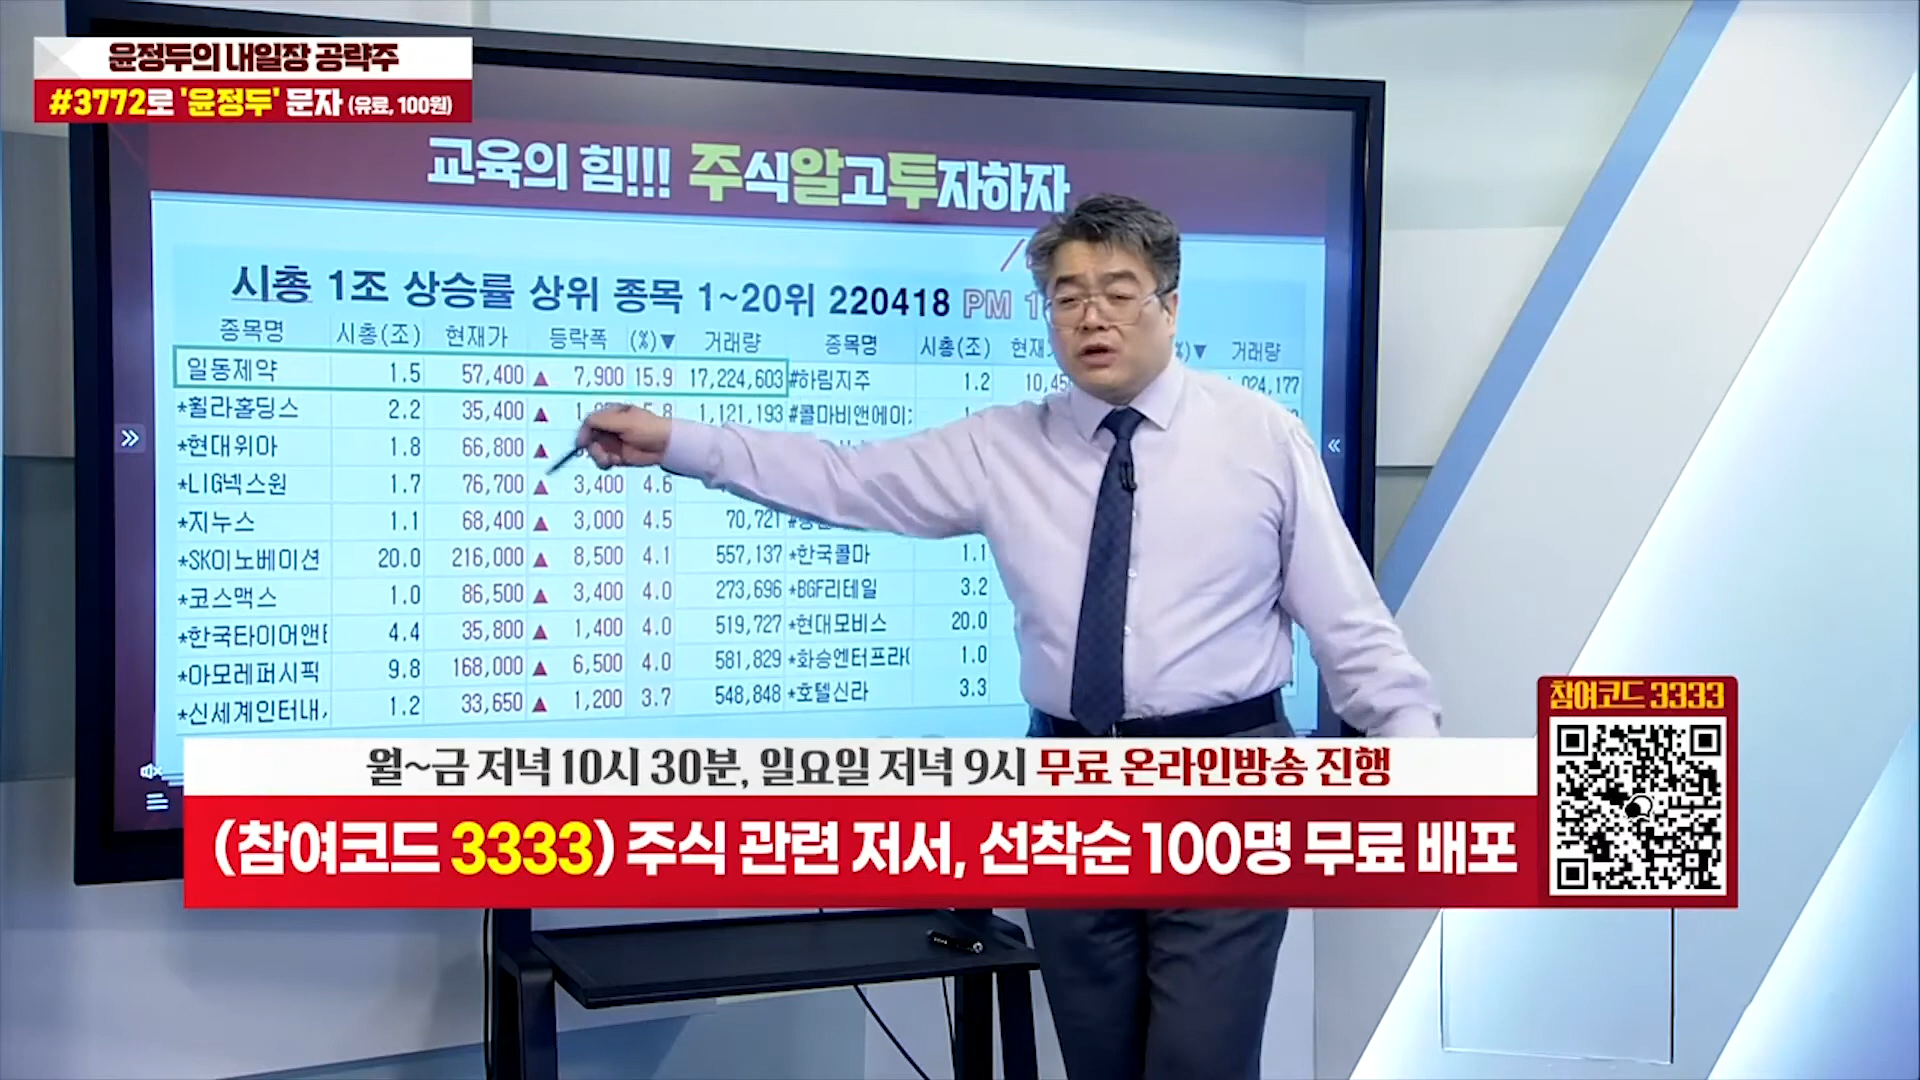 윤정두의 내일장 공략주
#3772로 '윤정두' 문자 (유료, 100원)
교육의 힘!!! 주식알고투자하자
시총 1조 상승률 상위 종목 1~20위 220418 PM 1
종목명 시총(조) 현재가 등락폭 (%)▼ 거래량 종목명 시총(조) 현재 %)▼ 거래량
일동제약 1.5 57,400 ▲ 7,900 15.9 17,224,603 #하림지주 1.2 024,177
*휠라홀딩스 2.2 35,400 ▲ 1,121,193 #콜마비앤에이
*현대위아 1.8 66,800 ▲
*LIG넥스원 1.7 76,700 ▲ 3,400 4.6
*지누스 1.1 68,400 ▲ 3,000 4.5 70,721
*SK이노베이션 20.0 216,000 ▲ 8,500 4.1 557,137 *한국콜마 1.1
*코스맥스 1.0 86,500 ▲ 3,400 4.0 273,696 *BGF리테일 3.2
*한국타이어앤 4.4 35,800 ▲ 1,400 4.0 519,727 *현대모비스 20.0
*아모레퍼시픽 9.8 168,000 ▲ 6,500 4.0 581,829 *화승엔터프라 1.0
*신세계인터내 1.2 33,650 ▲ 1,200 3.7 548,848 *호텔신라 3.3
참여코드 3333
월~금 저녁 10시 30분, 일요일 저녁 9시 무료 온라인방송 진행
(참여코드 3333) 주식 관련 저서, 선착순 100명 무료 배포